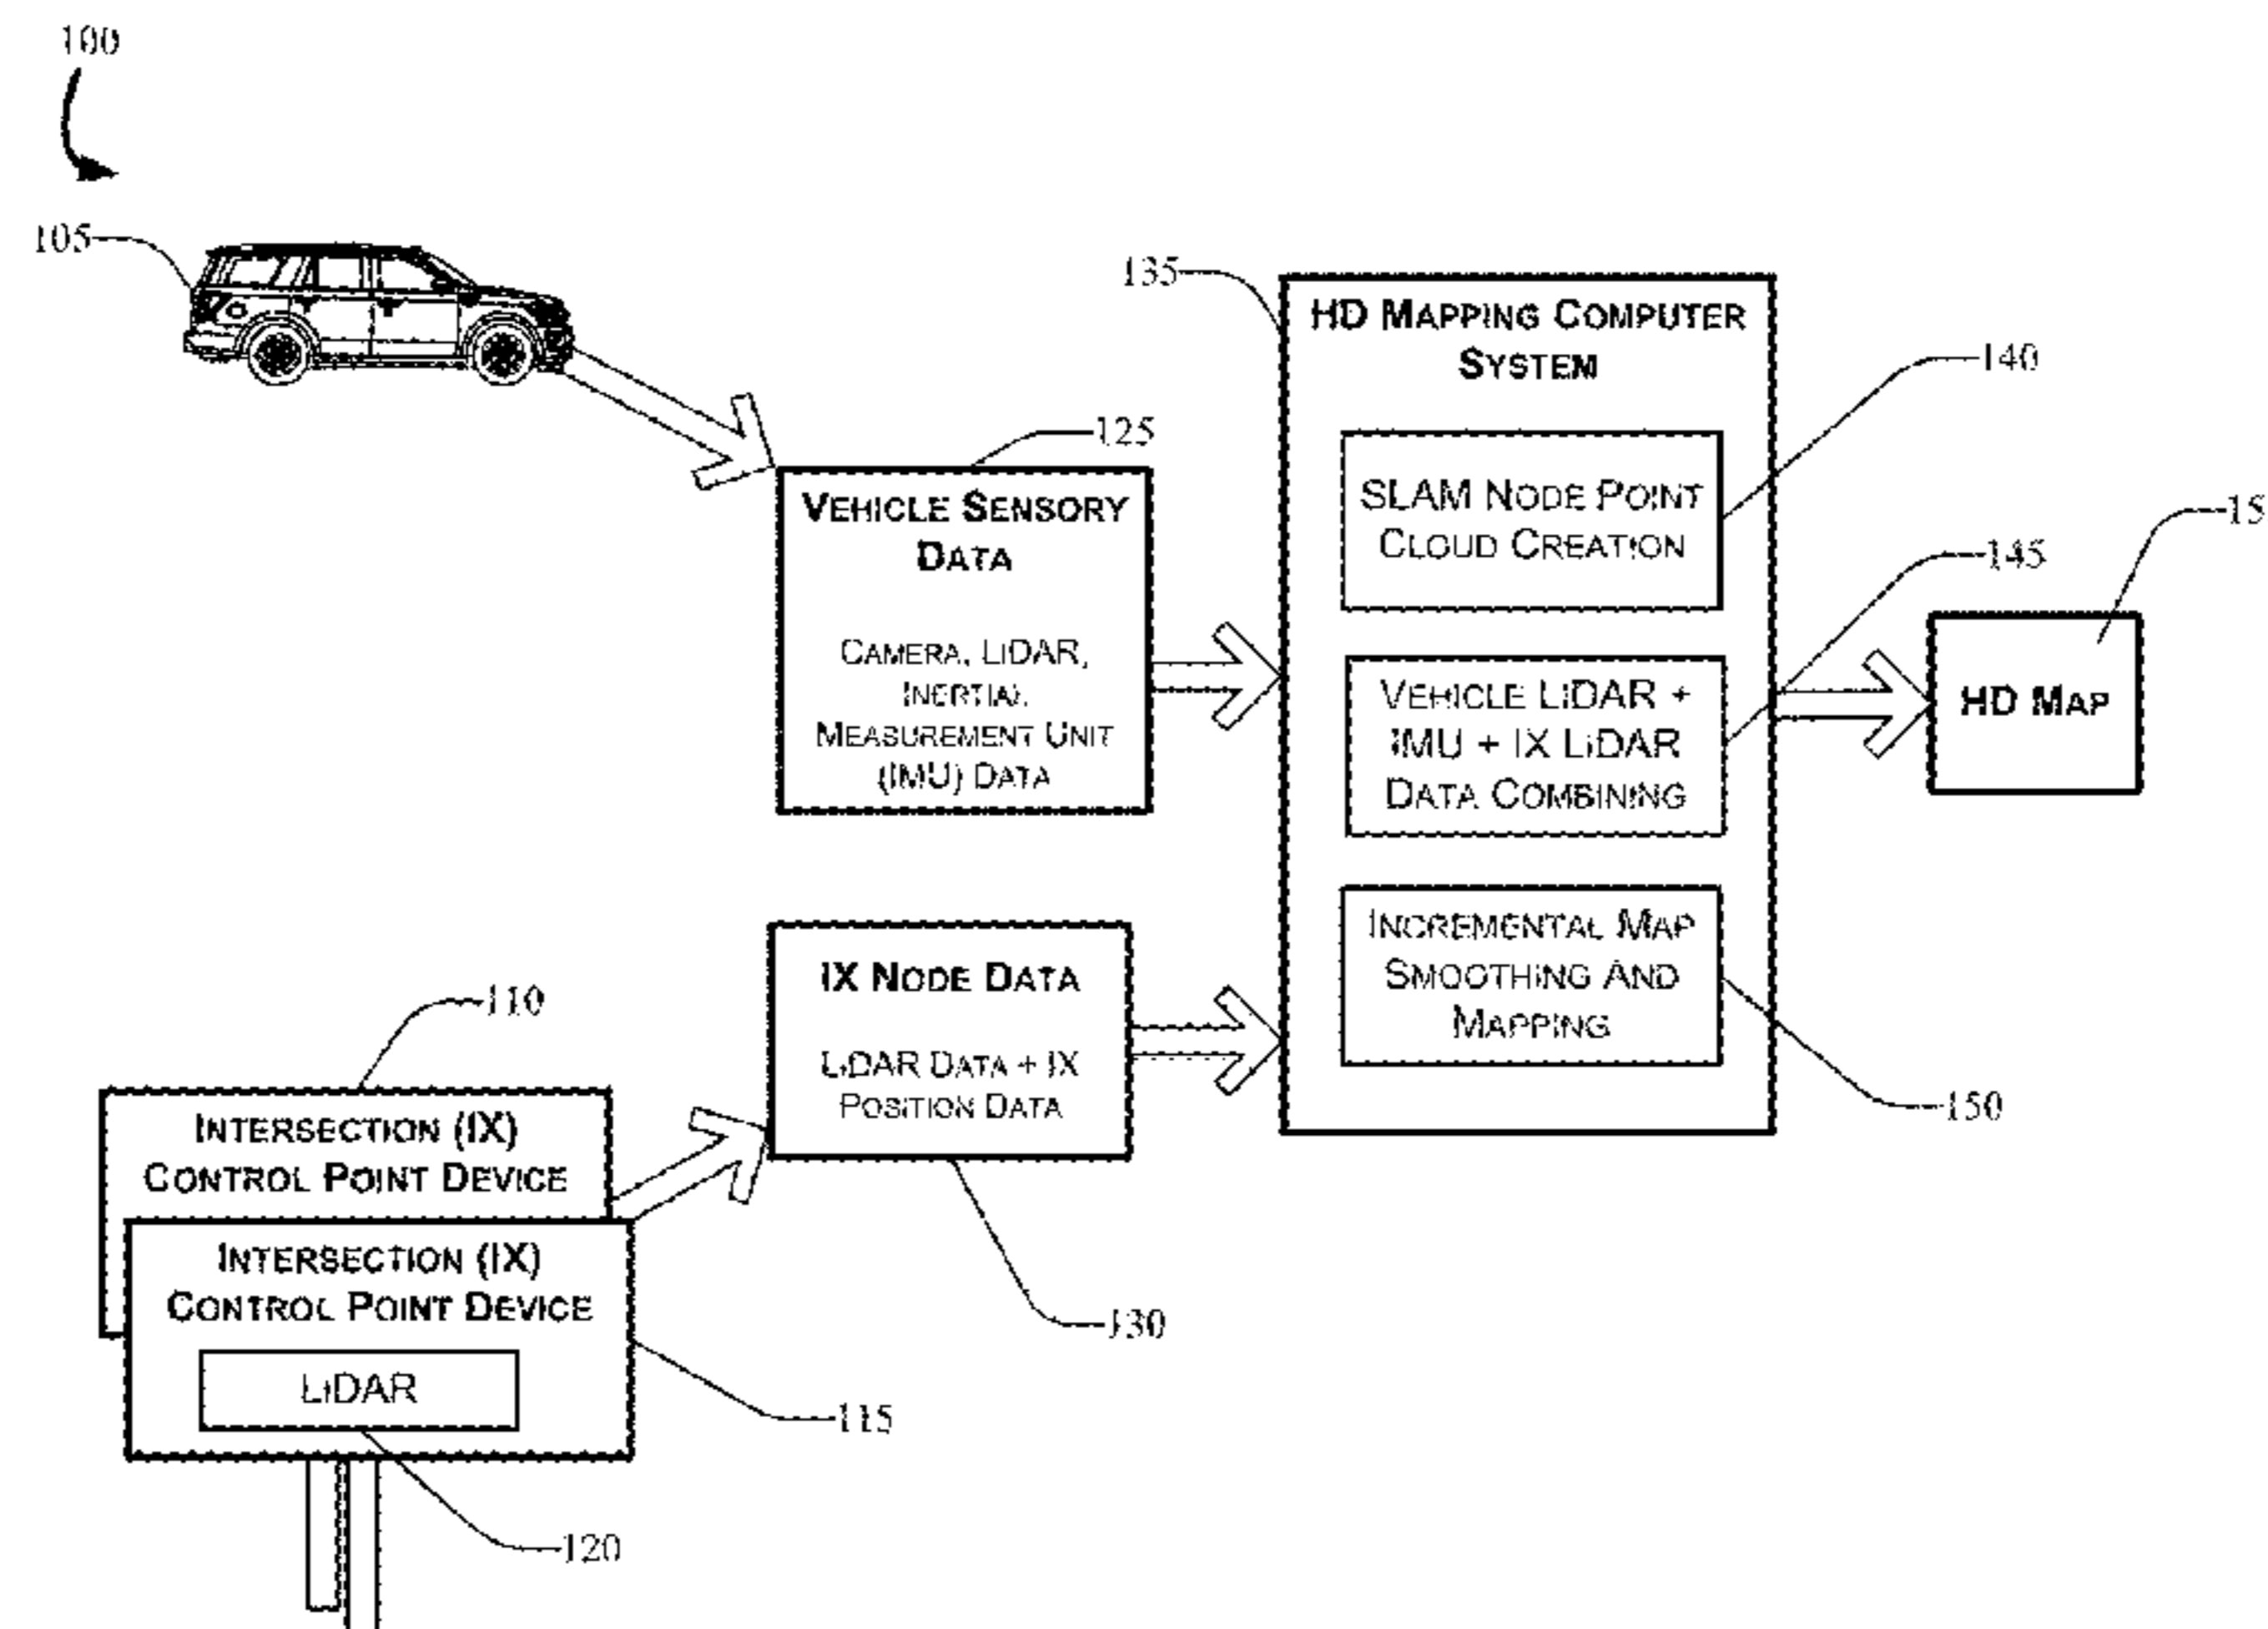 100
105
135
HD MAPPING COMPUTER
SYSTEM
140
125
VEHICLE SENSORY
DATA
SLAM NODE POINT
CLOUD CREATION
15
145
CAMERA, LiDAR,
INERTIAL
MEASUREMENT UNIT
(IMU) DATA
VEHICLE LiDAR +
IMU + IX LiDAR
DATA COMBINING
HD MAP
IX NODE DATA
LiDAR DATA + IX
POSITION DATA
INCREMENTAL MAP
SMOOTHING AND
MAPPING
150
110
INTERSECTION (IX)
CONTROL POINT DEVICE
INTERSECTION (IX)
CONTROL POINT DEVICE
LiDAR
130
115
120